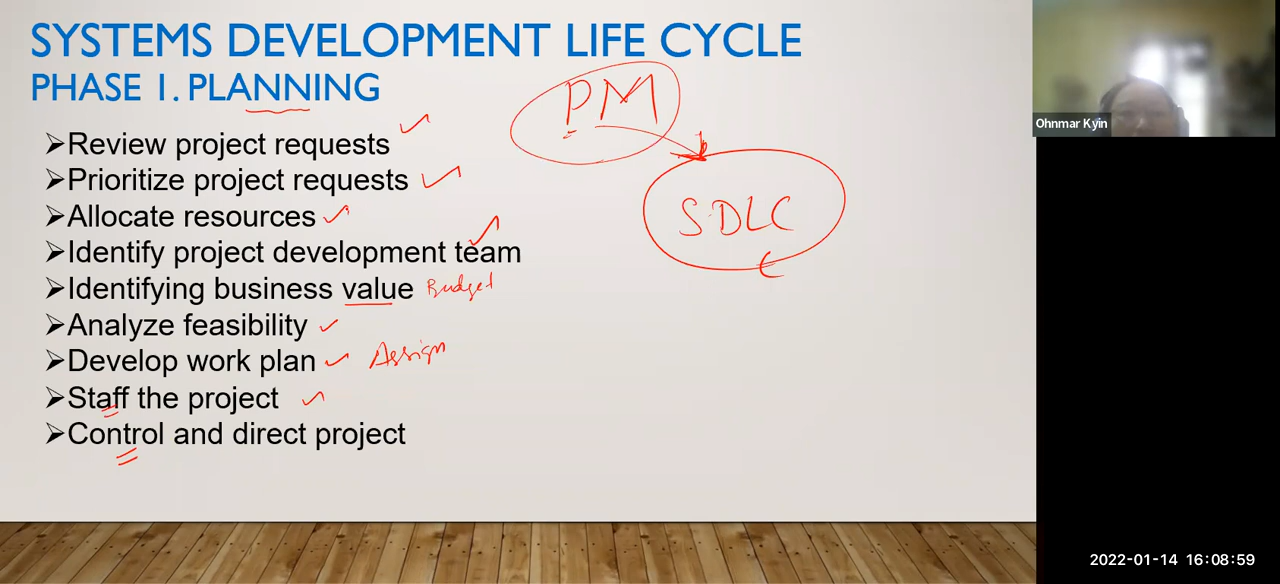 SYSTEMS DEVELOPMENT LIFE CYCLE
PHASE 1. PLANNING
➢Review project requests
➢Prioritize project requests
➢Allocate resources
➢Identify project development team
➢Identifying business value Budget
➢Analyze feasibility
➢Develop work plan Assign
➢Staff the project
➢Control and direct project
PM
SDLC
Ohnmar Kyin
2022-01-14 16:08:59